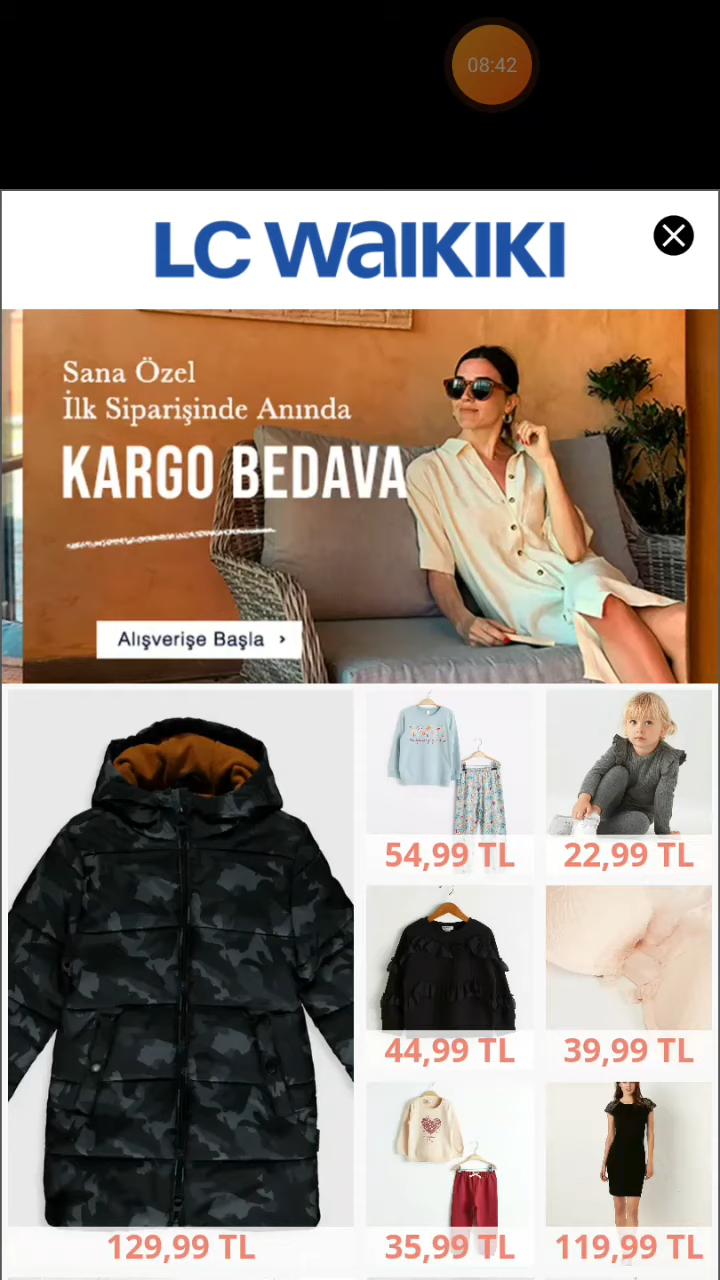 08:42
LC WAIKIKI
Sana Özel
İlk Siparişinde Anında
KARGO BEDAVA
Alışverişe Başla ›
54,99 TL
22,99 TL
44,99 TL
39,99 TL
129,99 TL
35,99 TL
119,99 TL